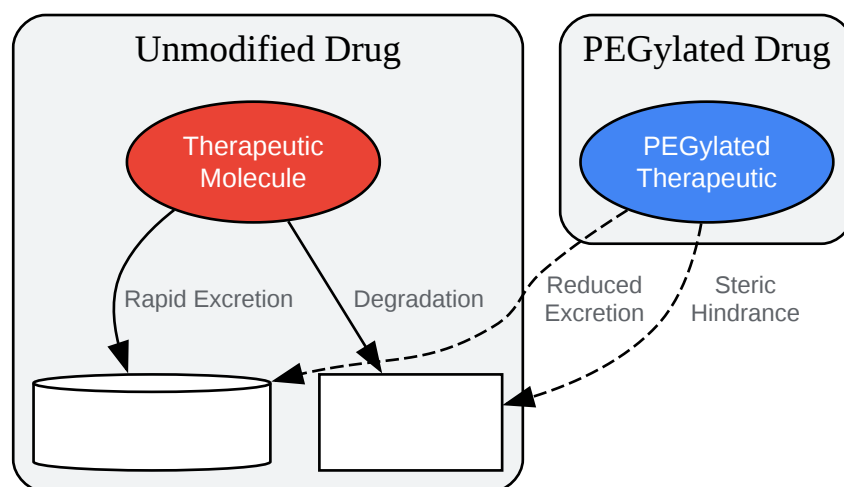 Unmodified Drug
PEGylated Drug
Therapeutic
Molecule
PEGylated
Therapeutic
Rapid Excretion
Degradation
Reduced
Excretion
Steric
Hindrance